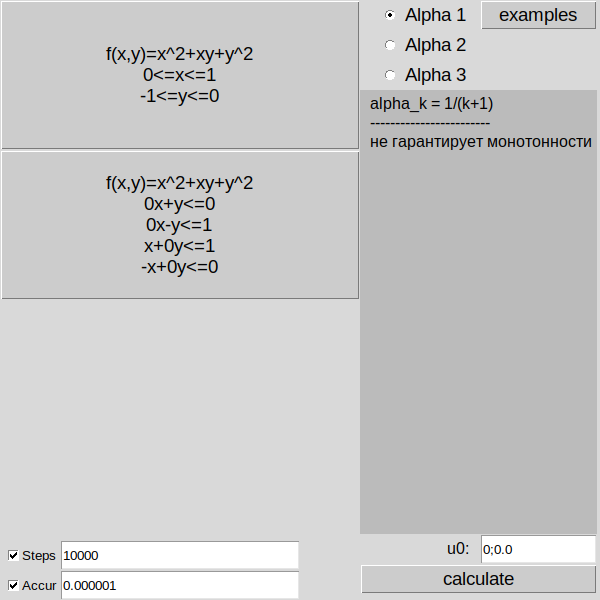 f(x,y)=x^2+xy+y^2
0<=x<=1
-1<=y<=0
f(x,y)=x^2+xy+y^2
0x+y<=0
0x-y<=1
x+0y<=1
-x+0y<=0
Alpha 1
examples
Alpha 2
Alpha 3
alpha_k = 1/(k+1)
------------------------
не гарантирует монотонности
Steps
10000
Accur
0.000001
u0:
0;0.0
calculate